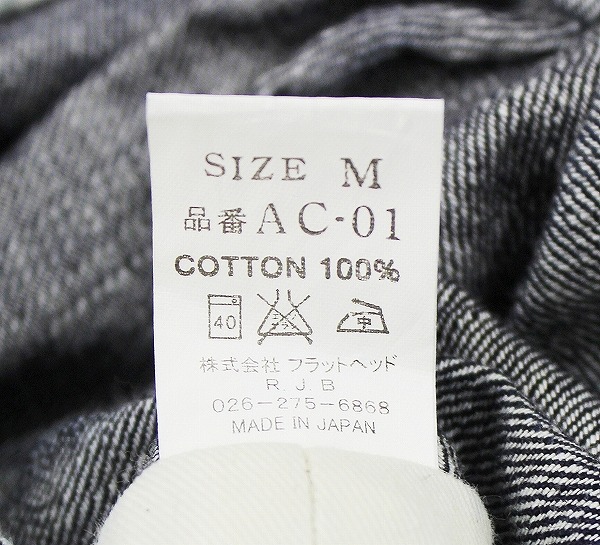 SIZE M
品番 AC-01
COTTON 100%
40 中
株式会社 フラットヘッド
R.J.B
026-275-6868
MADE IN JAPAN